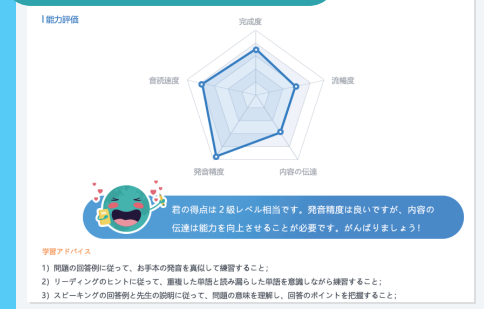 能力評価
完成度
音読速度
流暢度
発音精度
内容の伝達
君の得点は2級レベル相当です。発音精度は良いですが、内容の
伝達は能力を向上させることが必要です。がんばりましょう!
学習アドバイス
1) 問題の回答例に従って、お手本の発音を真似して練習すること;
2) リーディングのヒントに従って、重複した単語と読み漏らした単語を意識しながら練習すること;
3) スピーキングの回答例と先生の説明に従って、問題の意味を理解し、回答のポイントを把握すること;